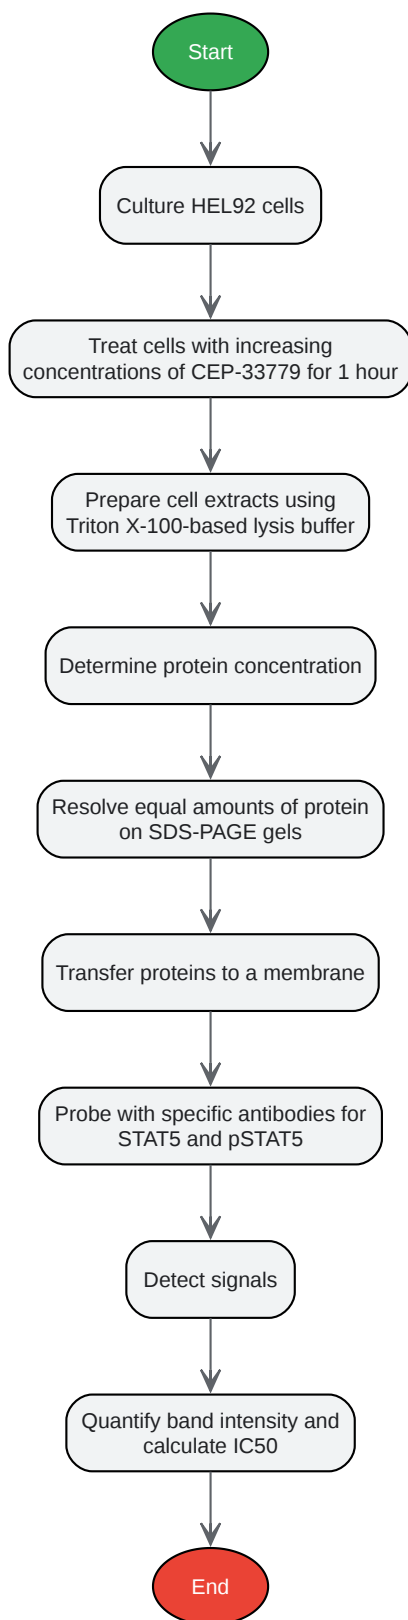 Start
Culture HEL92 cells
Treat cells with increasing
concentrations of CEP-33779 for 1 hour
Prepare cell extracts using
Triton X-100-based lysis buffer
Determine protein concentration
Resolve equal amounts of protein
on SDS-PAGE gels
Transfer proteins to a membrane
Probe with specific antibodies for
STAT5 and pSTAT5
Detect signals
Quantify band intensity and
calculate IC50
End